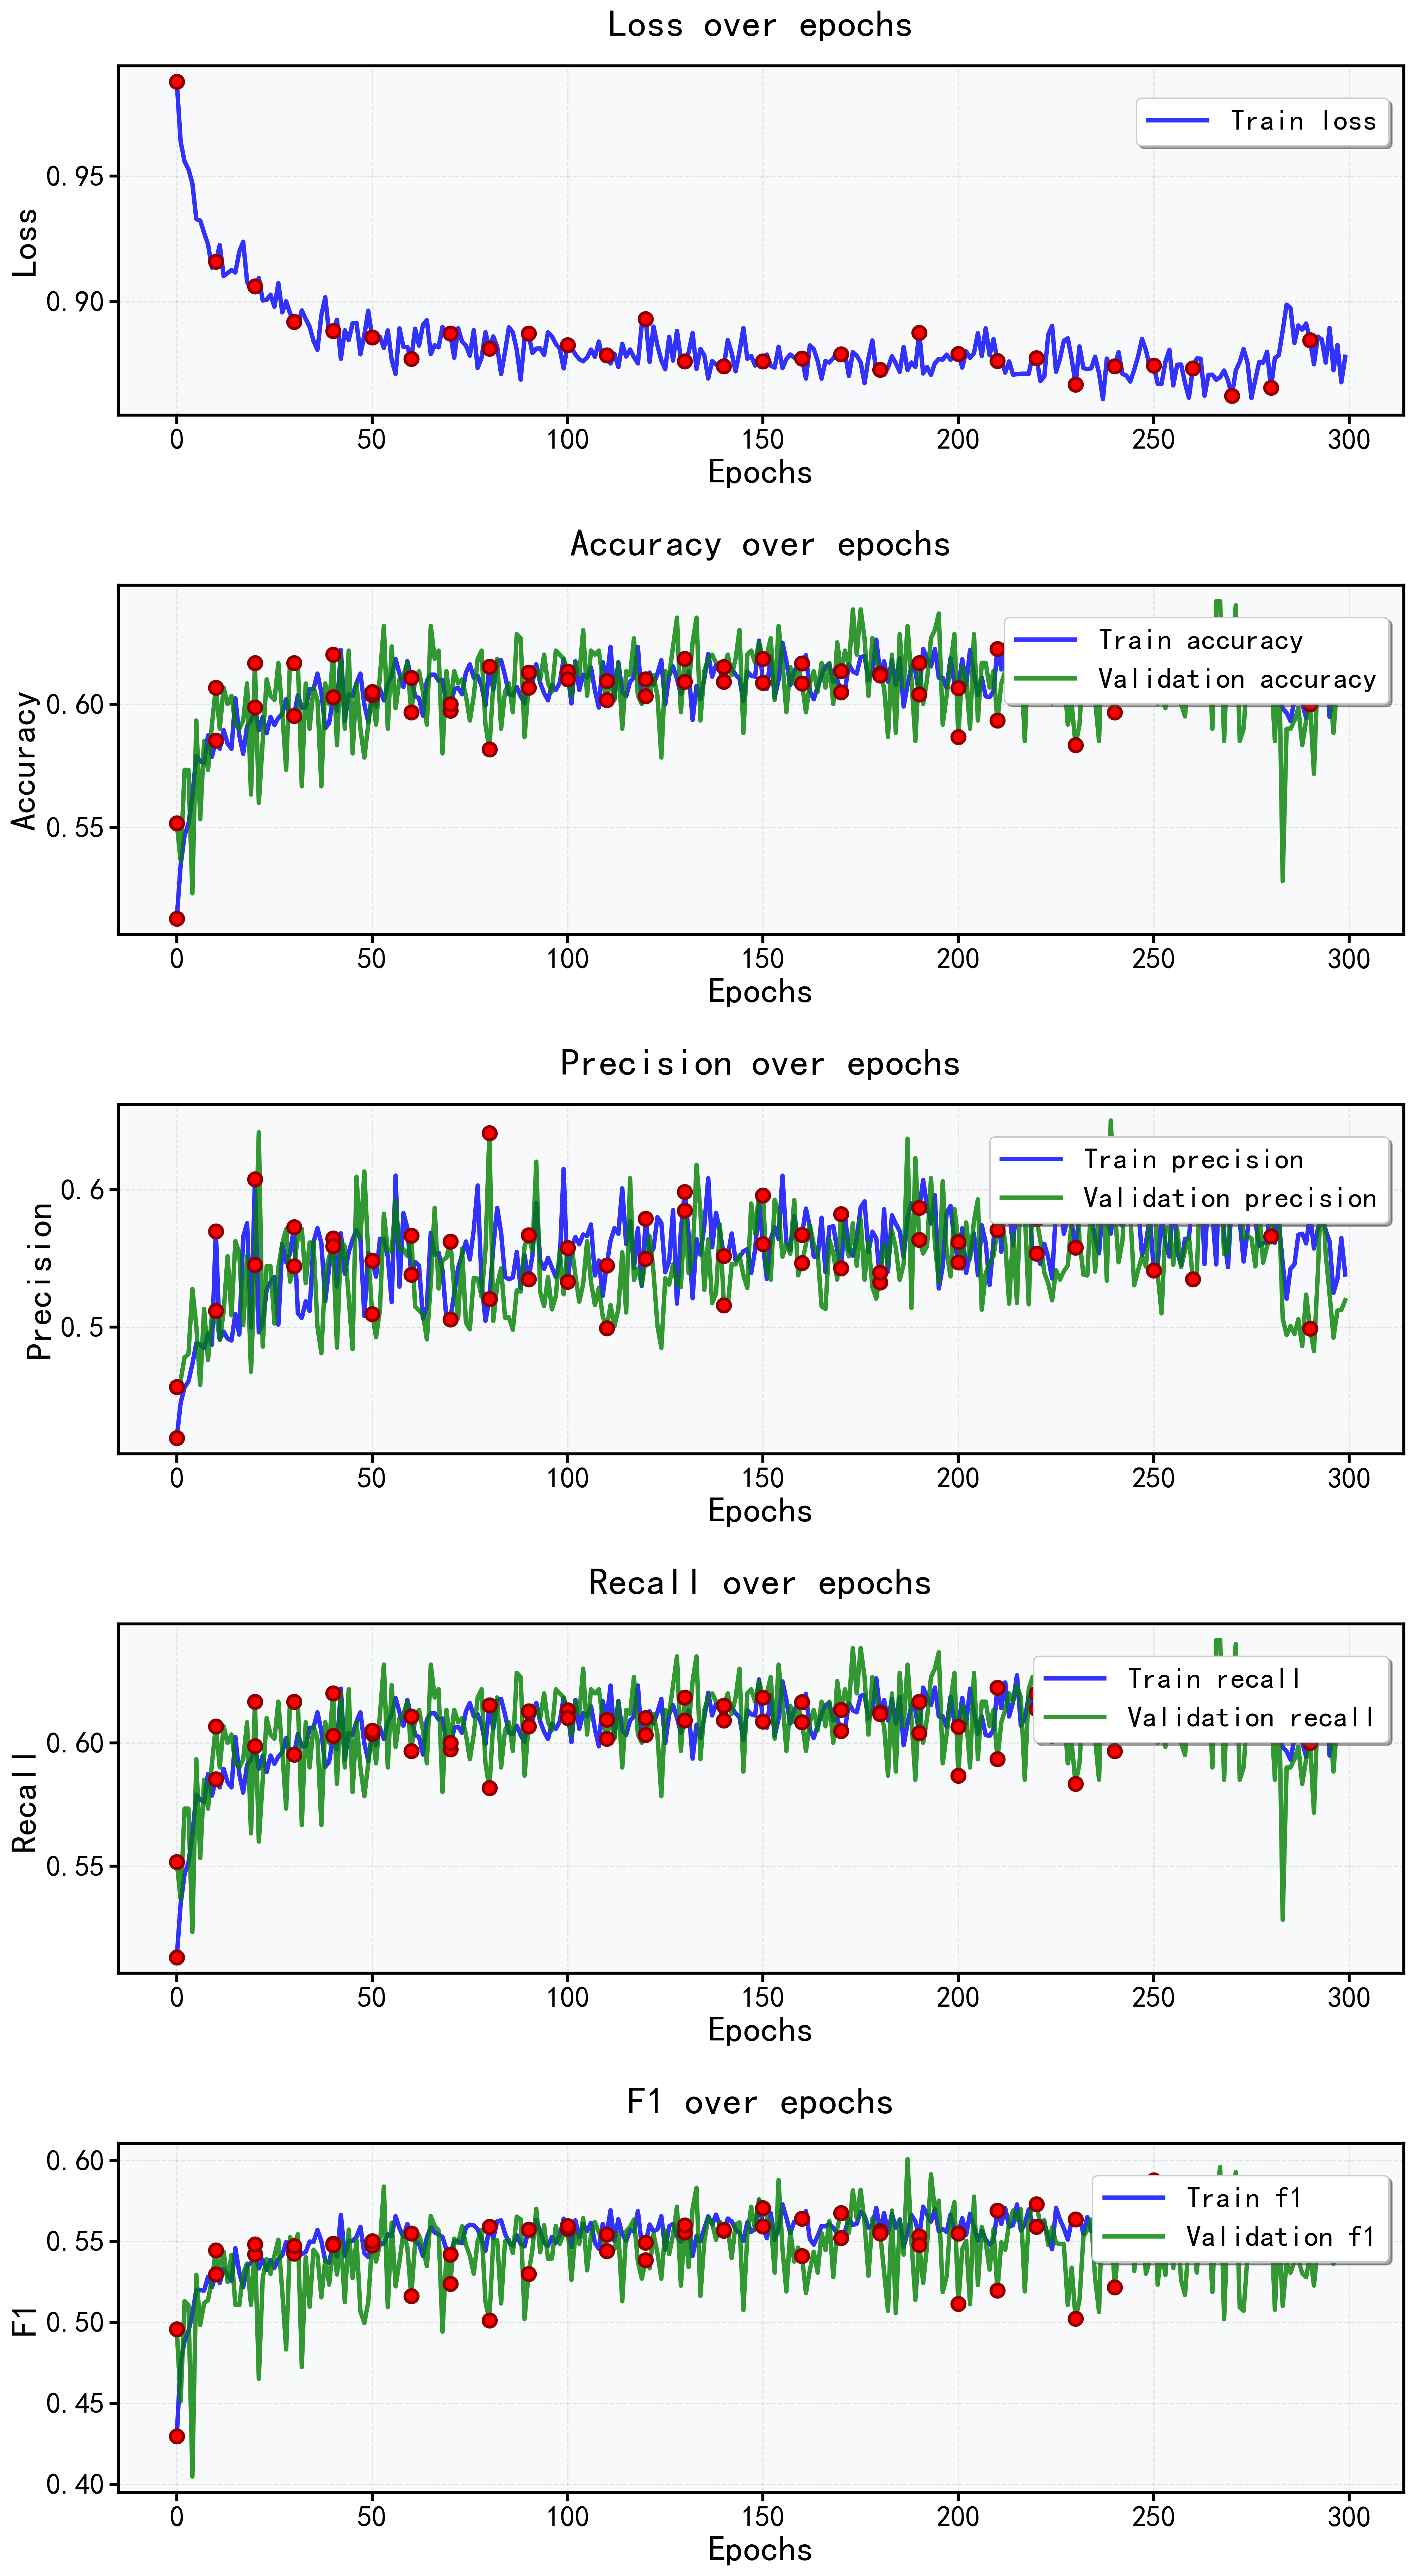 Loss over epochs
Train loss
Loss
0.95
0.90
0 50 100 150 200 250 300
Epochs
Accuracy over epochs
Train accuracy
Validation accuracy
Accuracy
0.60
0.55
0 50 100 150 200 250 300
Epochs
Precision over epochs
Train precision
Validation precision
Precision
0.6
0.5
0 50 100 150 200 250 300
Epochs
Recall over epochs
Train recall
Validation recall
Recall
0.60
0.55
0 50 100 150 200 250 300
Epochs
F1 over epochs
Train f1
Validation f1
F1
0.60
0.55
0.50
0.45
0.40
0 50 100 150 200 250 300
Epochs